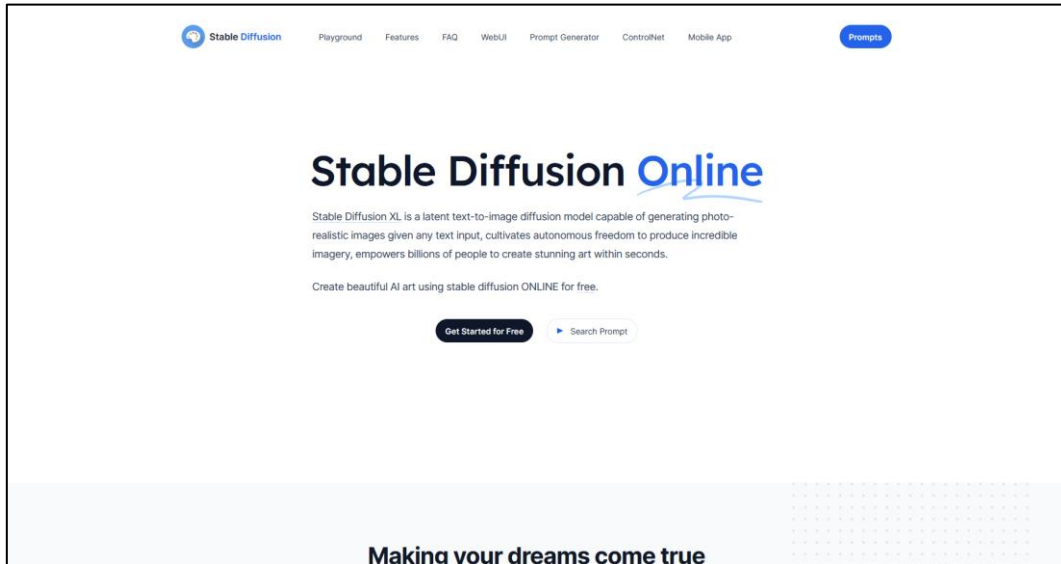 Stable Diffusion Playground Features FAQ WebUI Prompt Generator ControlNet Mobile App Prompts
Stable Diffusion Online
Stable Diffusion XL is a latent text-to-image diffusion model capable of generating photo-
realistic images given any text input, cultivates autonomous freedom to produce incredible
imagery, empowers billions of people to create stunning art within seconds.
Create beautiful AI art using stable diffusion ONLINE for free.
Get Started for Free Search Prompt
Making your dreams come true